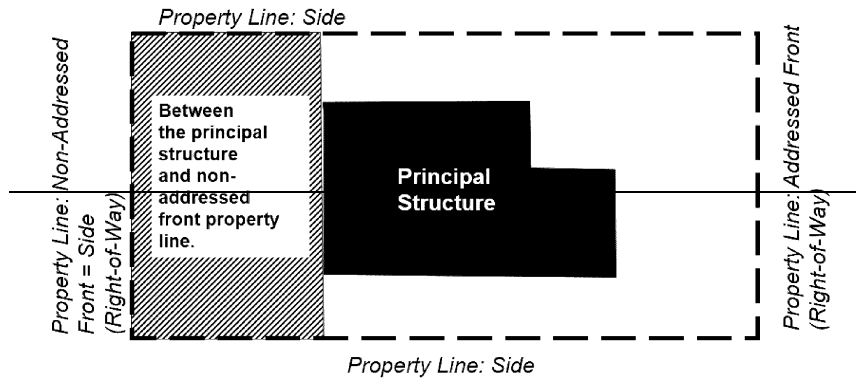 Property Line: Side
Property Line: Non-Addressed
Front = Side
(Right-of-Way)
Between
the principal
structure
and non-
addressed
front property
line.
Principal
Structure
Property Line: Addressed Front
(Right-of-Way)
Property Line: Side